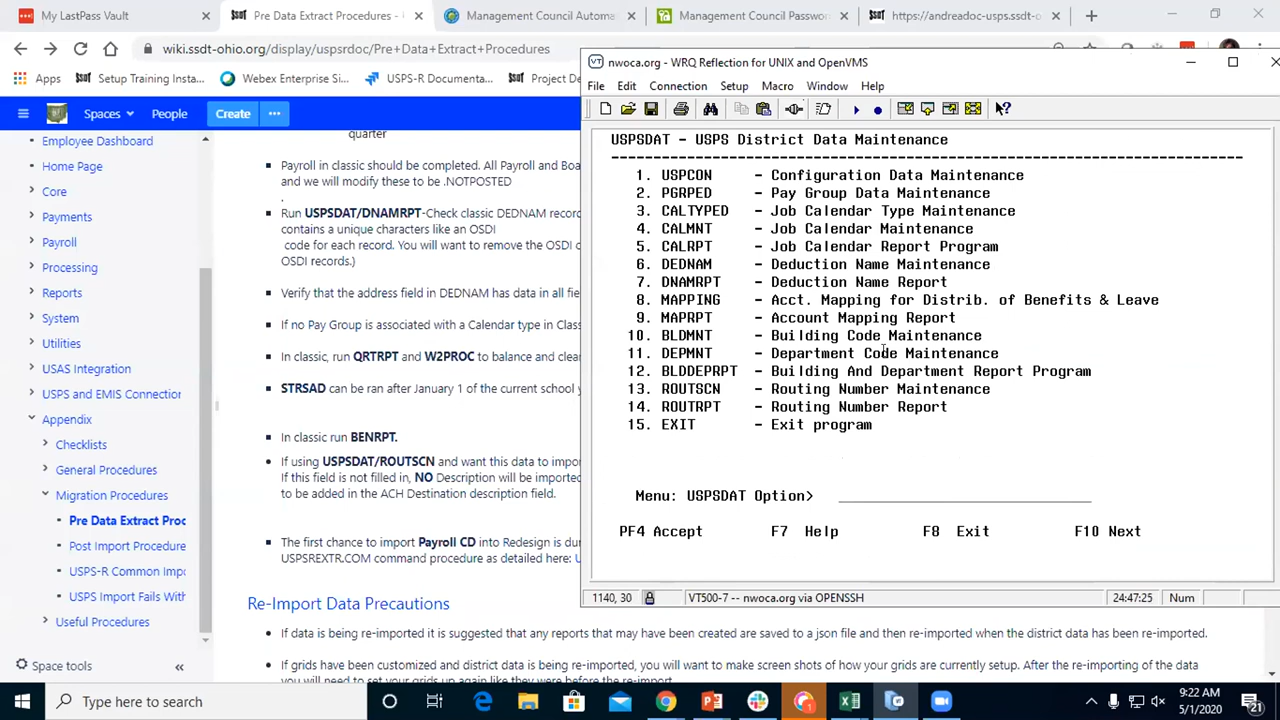 My LastPass Vault
Pre Data Extract Procedures -
Management Council Automa
Management Council Passwor
https://andreadoc-usps.ssdt-o
wiki.ssdt-ohio.org/display/uspsrdoc/Pre+Data+Extract+Procedures
Apps
Setup Training Insta
Webex Enterprise Si
USPS-R Documenta
Project De
Spaces
People
Create
Employee Dashboard
Home Page
Core
Payments
Payroll
Processing
Reports
System
Utilities
USAS Integration
USPS and EMIS Connection
Appendix
Checklists
General Procedures
Migration Procedures
Pre Data Extract Proc
Post Import Procedure
USPS-R Common Impo
USPS Import Fails With
Useful Procedures
Space tools
quarter
Payroll in classic should be completed. All Payroll and Boa
and we will modify these to be .NOTPOSTED
.
Run USPSDAT/DNAMRPT-Check classic DEDNAM record
contains a unique characters like an OSDI
code for each record. You will want to remove the OSDI c
OSDI records.}
Verify that the address field in DEDNAM has data in all fie
If no Pay Group is associated with a Calendar type in Class
In classic, run QRTRPT and W2PROC to balance and clear
STRSAD can be ran after January 1 of the current school y
In classic run BENRPT.
If using USPSDAT/ROUTSCN and want this data to impor
If this field is not filled in, NO Description will be imported
to be added in the ACH Destination description field.
The first chance to import Payroll CD into Redesign is du
USPSREXTR.COM command procedure as detailed here: U
Re-Import Data Precautions
If data is being re-imported it is suggested that any reports that may have been created are saved to a json file and then re-imported when the district data has been re-imported.
If grids have been customized and district data is being re-imported, you will want to make screen shots of how your grids are currently setup. After the re-importing of the data
you will need to set your grids up again like they were before the re-import.
nwoca.org - WRQ Reflection for UNIX and OpenVMS
File Edit Connection Setup Macro Window Help
USPSDAT - USPS District Data Maintenance
1. USPCON - Configuration Data Maintenance
2. PGRPED - Pay Group Data Maintenance
3. CALTYPED - Job Calendar Type Maintenance
4. CALMNT - Job Calendar Maintenance
5. CALRPT - Job Calendar Report Program
6. DEDNAM - Deduction Name Maintenance
7. DNAMRPT - Deduction Name Report
8. MAPPING - Acct. Mapping for Distrib. of Benefits & Leave
9. MAPRPT - Account Mapping Report
10. BLDMNT - Building Code Maintenance
11. DEPMNT - Department Code Maintenance
12. BLDDEPRPT - Building And Department Report Program
13. ROUTSCN - Routing Number Maintenance
14. ROUTRPT - Routing Number Report
15. EXIT - Exit program
Menu: USPSDAT Option>
PF4 Accept F7 Help F8 Exit F10 Next
1140, 30 VT500-7 -- nwoca.org via OPENSSH 24:47:25 Num
Type here to search
9:22 AM
5/1/2020
21